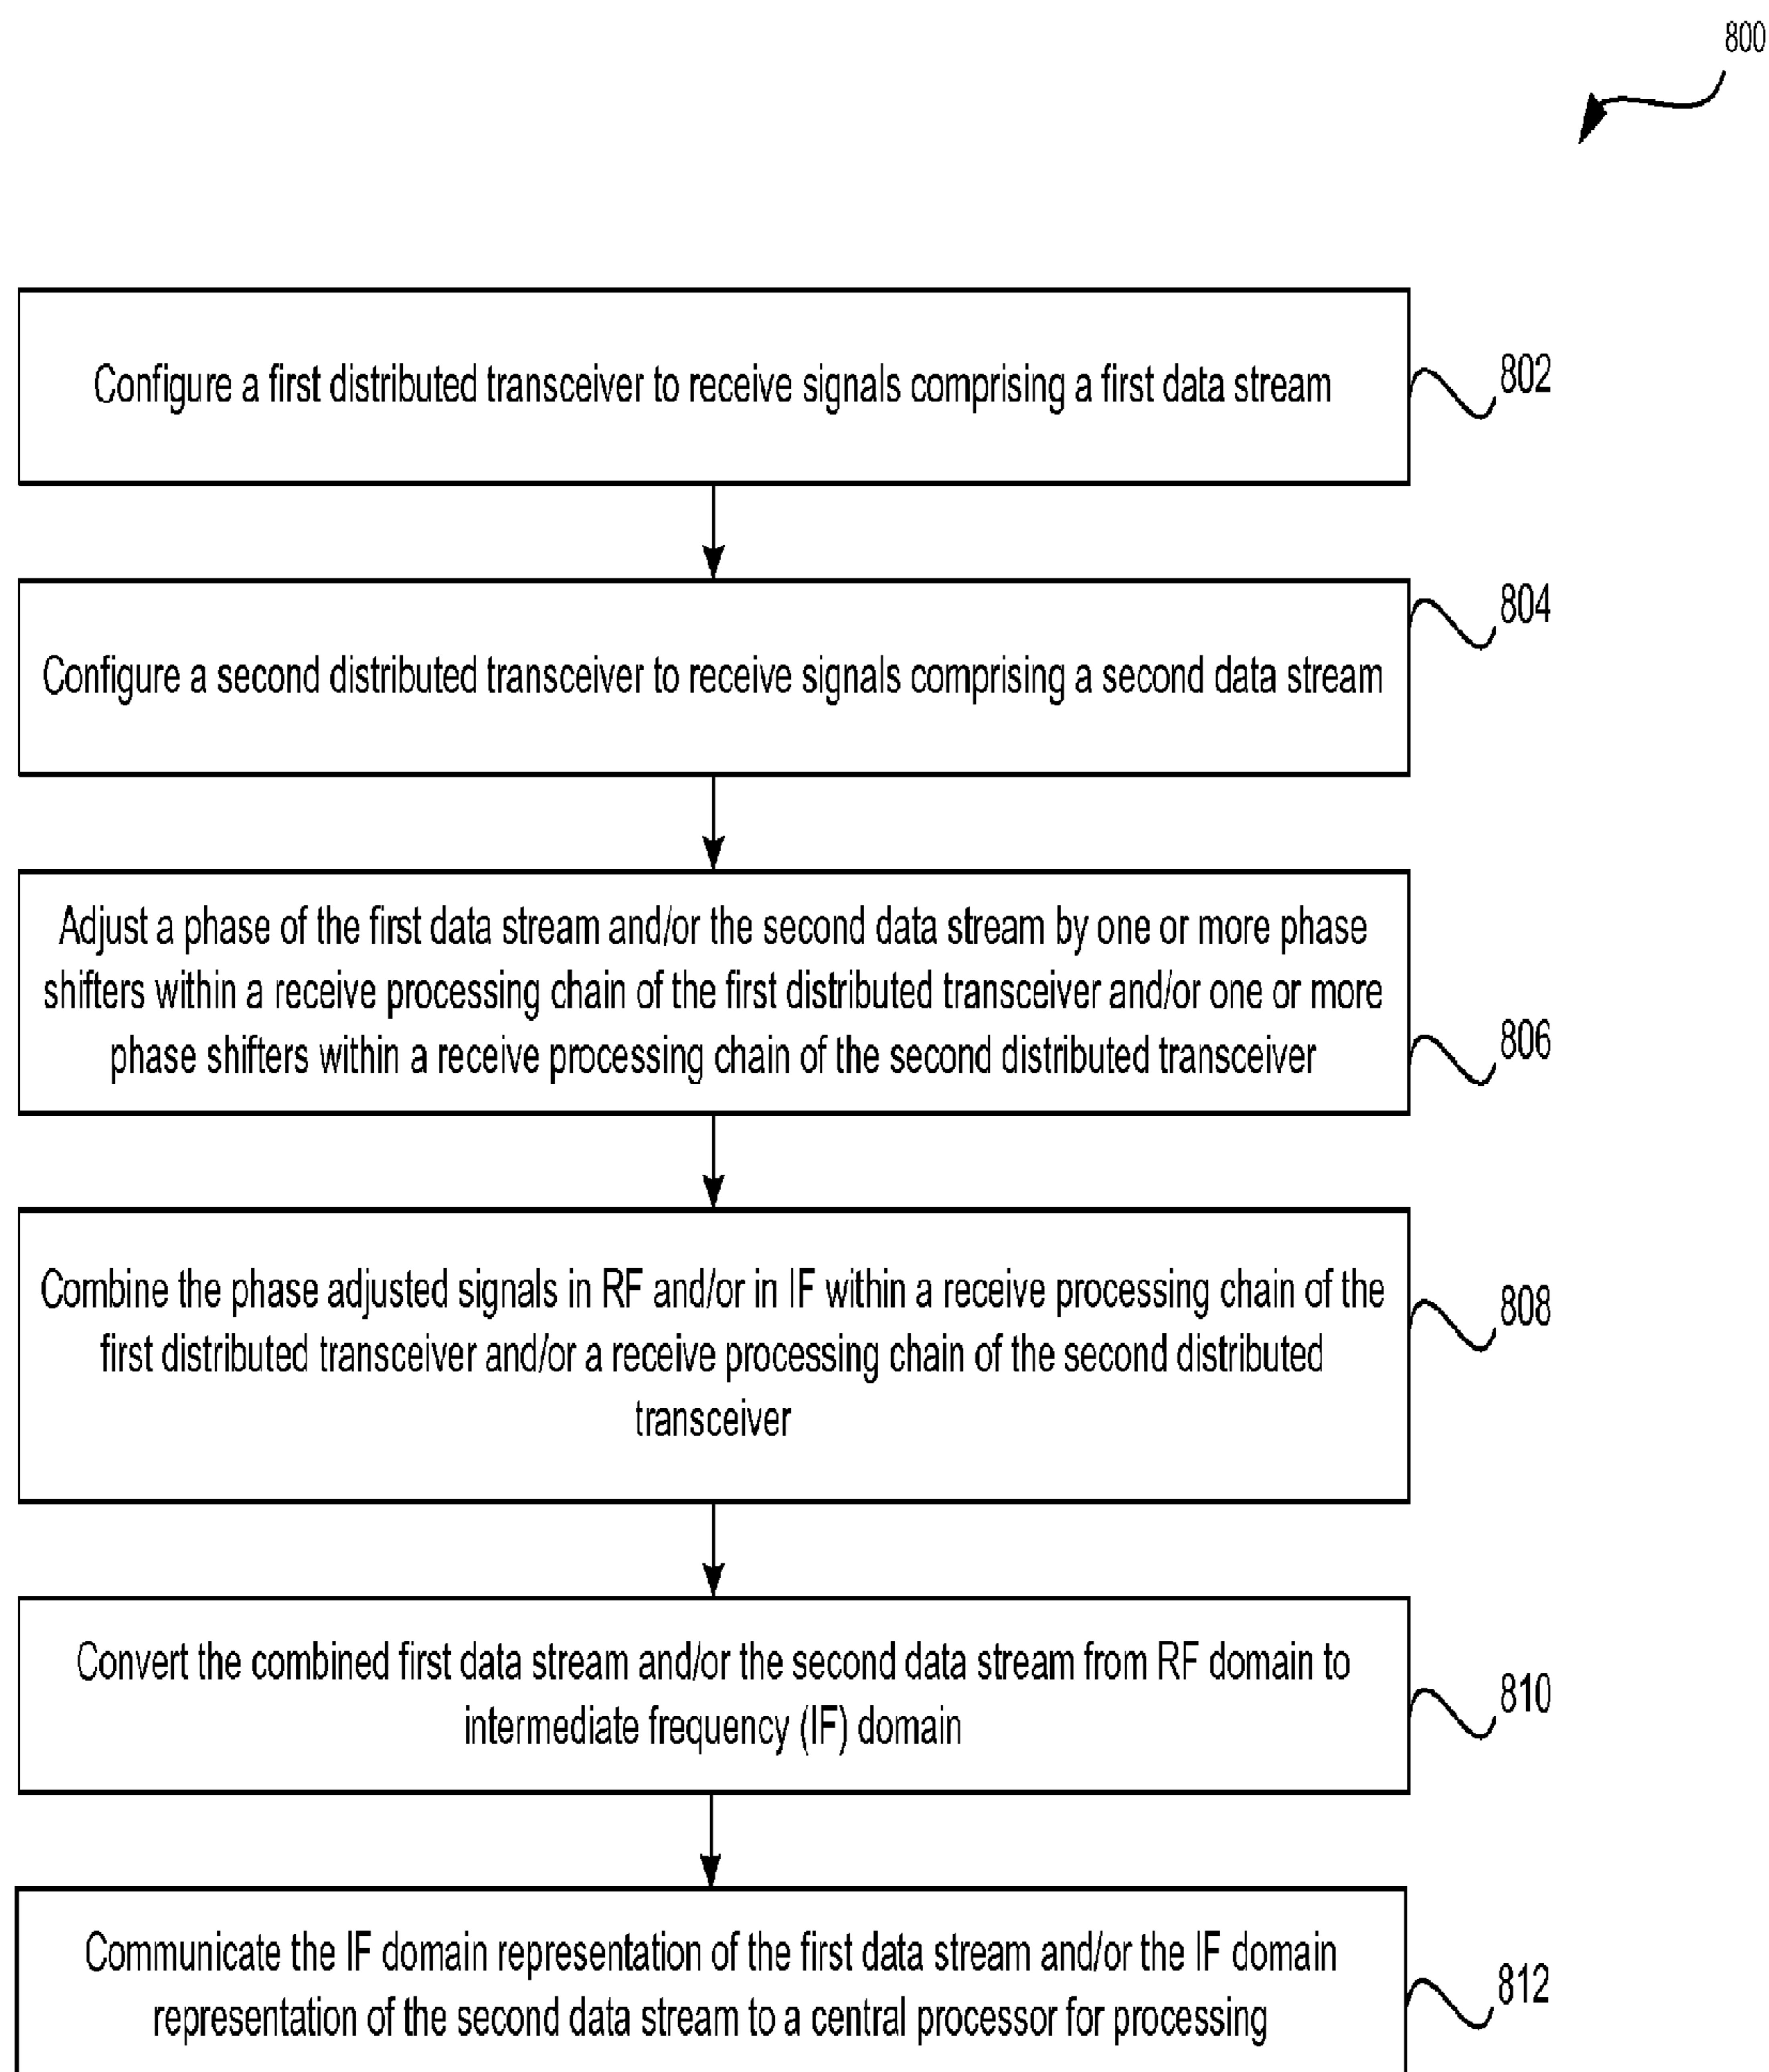 800
Configure a first distributed transceiver to receive signals comprising a first data stream
802
Configure a second distributed transceiver to receive signals comprising a second data stream
804
Adjust a phase of the first data stream and/or the second data stream by one or more phase
shifters within a receive processing chain of the first distributed transceiver and/or one or more
phase shifters within a receive processing chain of the second distributed transceiver
806
Combine the phase adjusted signals in RF and/or in IF within a receive processing chain of the
first distributed transceiver and/or a receive processing chain of the second distributed
transceiver
808
Convert the combined first data stream and/or the second data stream from RF domain to
intermediate frequency (IF) domain
810
Communicate the IF domain representation of the first data stream and/or the IF domain
representation of the second data stream to a central processor for processing
812